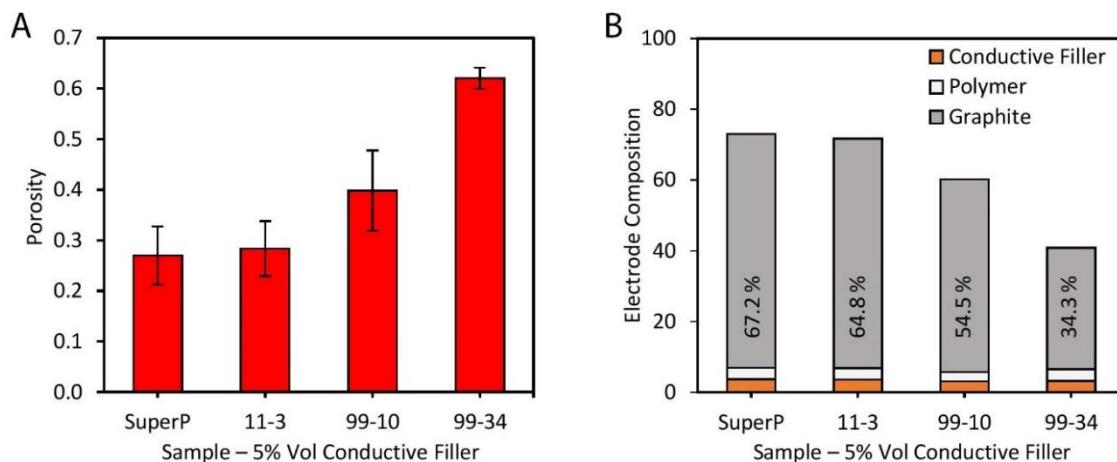 A
0.7
0.6
0.5
0.4
0.3
0.2
0.1
0.0
Porosity
SuperP 11-3 99-10 99-34
Sample – 5% Vol Conductive Filler
B
100
80
60
40
20
0
Electrode Composition
Conductive Filler
Polymer
Graphite
67.2 %
64.8 %
54.5 %
34.3 %
SuperP 11-3 99-10 99-34
Sample – 5% Vol Conductive Filler